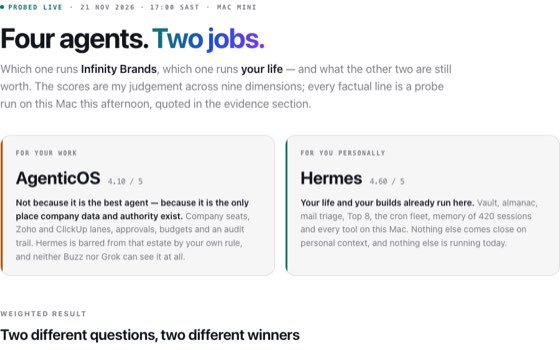 PROBED LIVE · 21 NOV 2026 · 17:00 SAST · MAC MINI
Four agents. Two jobs.
Which one runs Infinity Brands, which one runs your life — and what the other two are still
worth. The scores are my judgement across nine dimensions; every factual line is a probe
run on this Mac this afternoon, quoted in the evidence section.
FOR YOUR WORK
AgenticOS 4.10 / 5
Not because it is the best agent — because it is the only
place company data and authority exist. Company seats,
Zoho and ClickUp lanes, approvals, budgets and an audit
trail. Hermes is barred from that estate by your own rule,
and neither Buzz nor Grok can see it at all.
FOR YOU PERSONALLY
Hermes 4.60 / 5
Your life and your builds already run here. Vault, almanac,
mail triage, Top 8, the cron fleet, memory of 420 sessions
and every tool on this Mac. Nothing else comes close on
personal context, and nothing else is running today.
WEIGHTED RESULT
Two different questions, two different winners